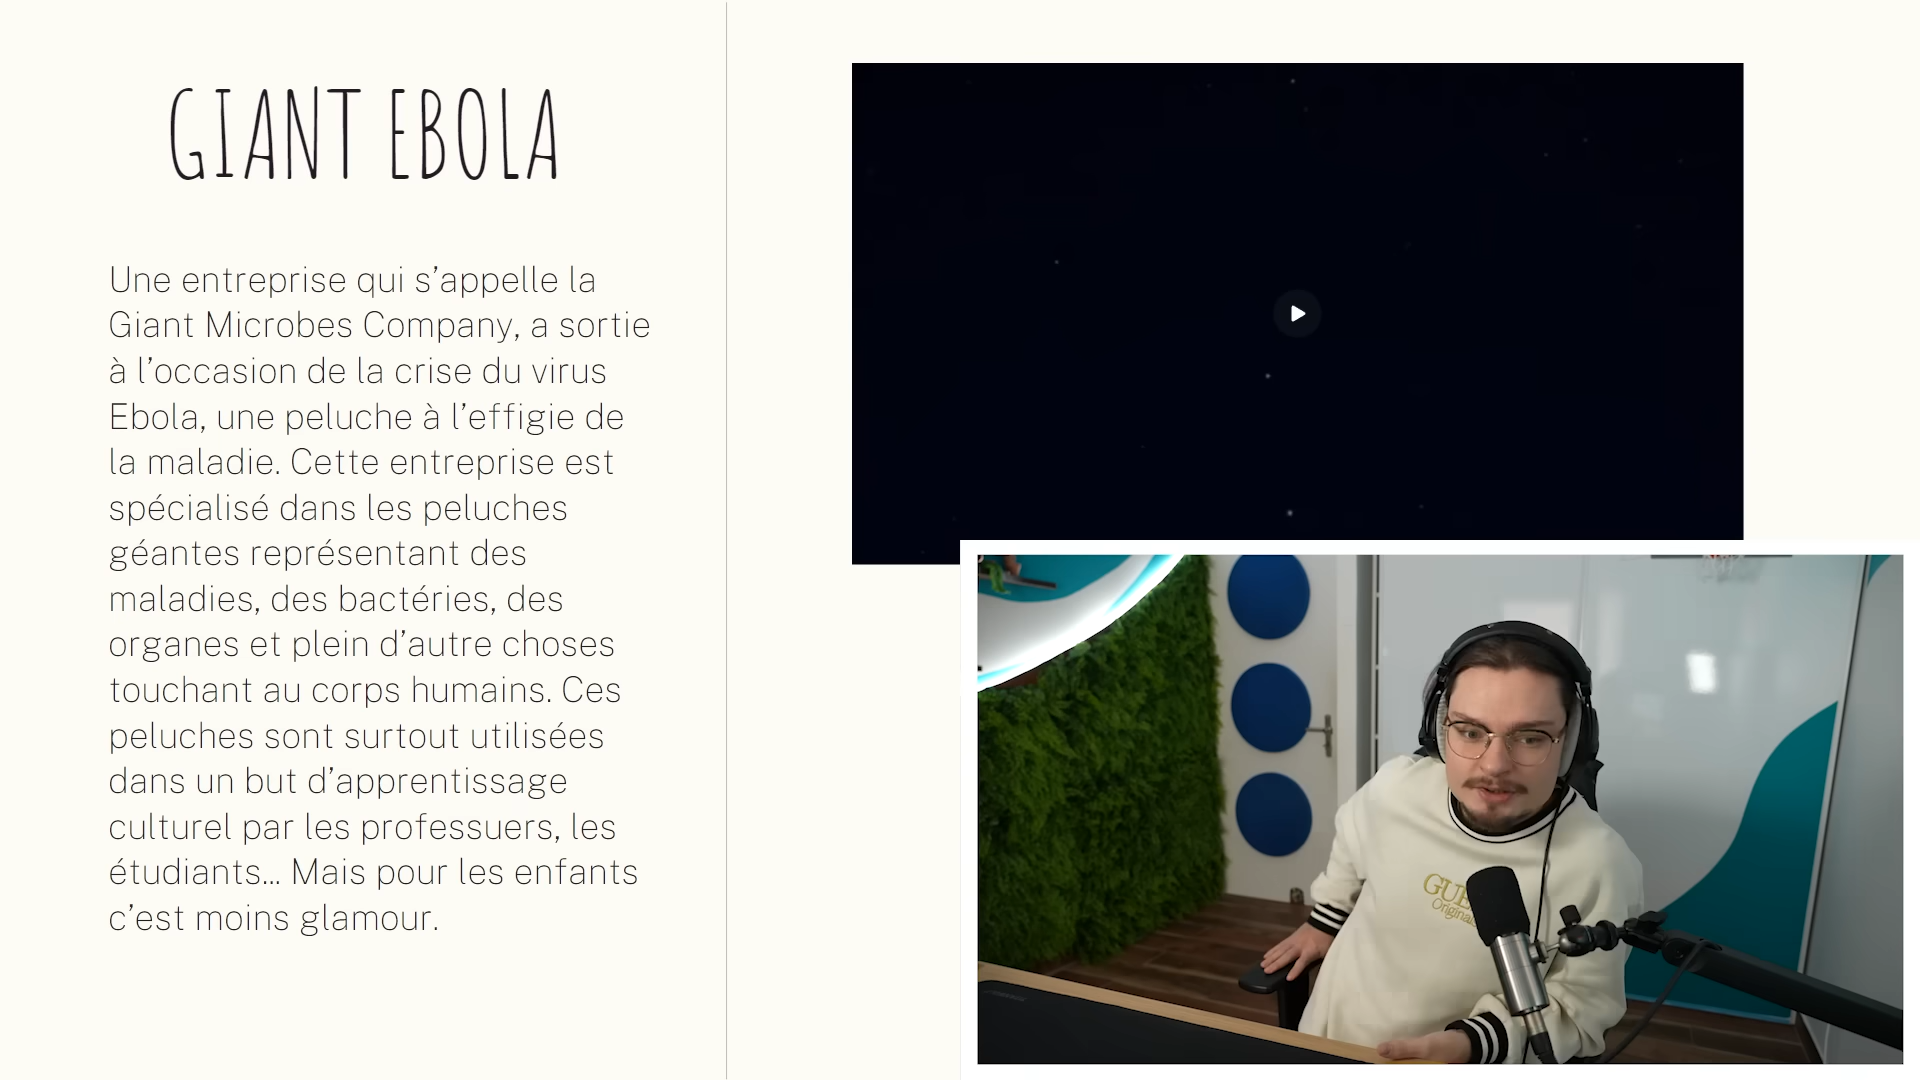 GIANT EBOLA
Une entreprise qui s’appelle la
Giant Microbes Company, a sortie
à l’occasion de la crise du virus
Ebola, une peluche à l’effigie de
la maladie. Cette entreprise est
spécialisé dans les peluches
géantes représentant des
maladies, des bactéries, des
organes et plein d’autre choses
touchant au corps humains. Ces
peluches sont surtout utilisées
dans un but d’apprentissage
culturel par les professuers, les
étudiants... Mais pour les enfants
c’est moins glamour.